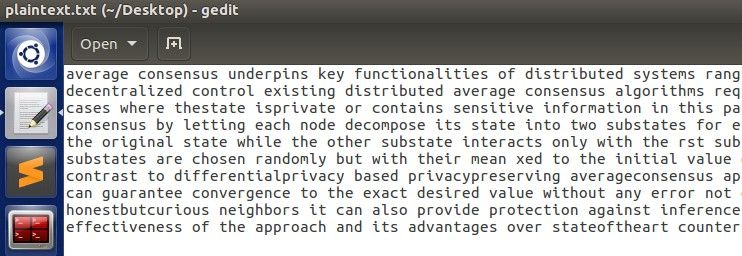 plaintext.txt (~/Desktop) - gedit
Open
average consensus underpins key functionalities of distributed systems rang
decentralized control existing distributed average consensus algorithms req
cases where thestate isprivate or contains sensitive information in this pa
consensus by letting each node decompose its state into two substates for e
the original state while the other substate interacts only with the rst sub
substates are chosen randomly but with their mean xed to the initial value
contrast to differentialprivacy based privacypreserving averageconsensus ap
can guarantee convergence to the exact desired value without any error not
honestbutcurious neighbors it can also provide protection against inference
effectiveness of the approach and its advantages over stateoftheart counter